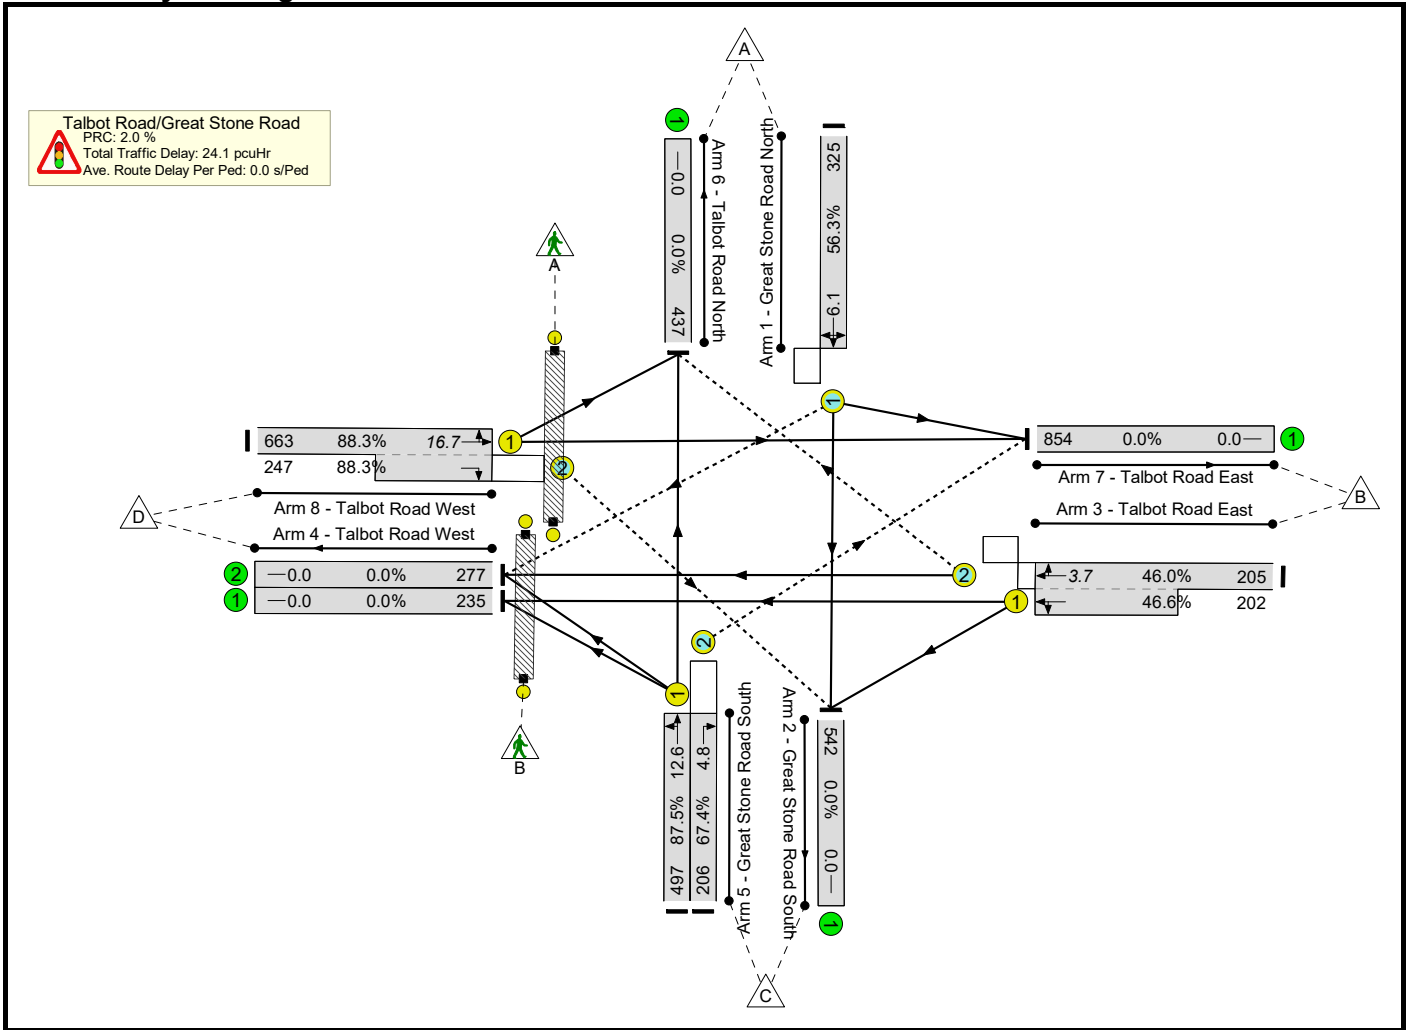 Talbot Road/Great Stone Road
PRC: 2.0 %
Total Traffic Delay: 24.1 pcuHr
Ave. Route Delay Per Ped: 0.0 s/Ped
A
1
0.0 0.0% 437
Arm 6 - Talbot Road North
Arm 1 - Great Stone Road North
325 56.3% 6.1
1
A
663 88.3% 16.7
1
247 88.3%
2
Arm 8 - Talbot Road West
D
Arm 4 - Talbot Road West
2
0.0 0.0% 277
1
0.0 0.0% 235
854 0.0% 0.0
1
Arm 7 - Talbot Road East
B
Arm 3 - Talbot Road East
2
3.7 46.0% 205
1
46.6% 202
2
1
B
497 87.5% 12.6
206 67.4% 4.8
Arm 5 - Great Stone Road South
Arm 2 - Great Stone Road South
542 0.0% 0.0
1
C